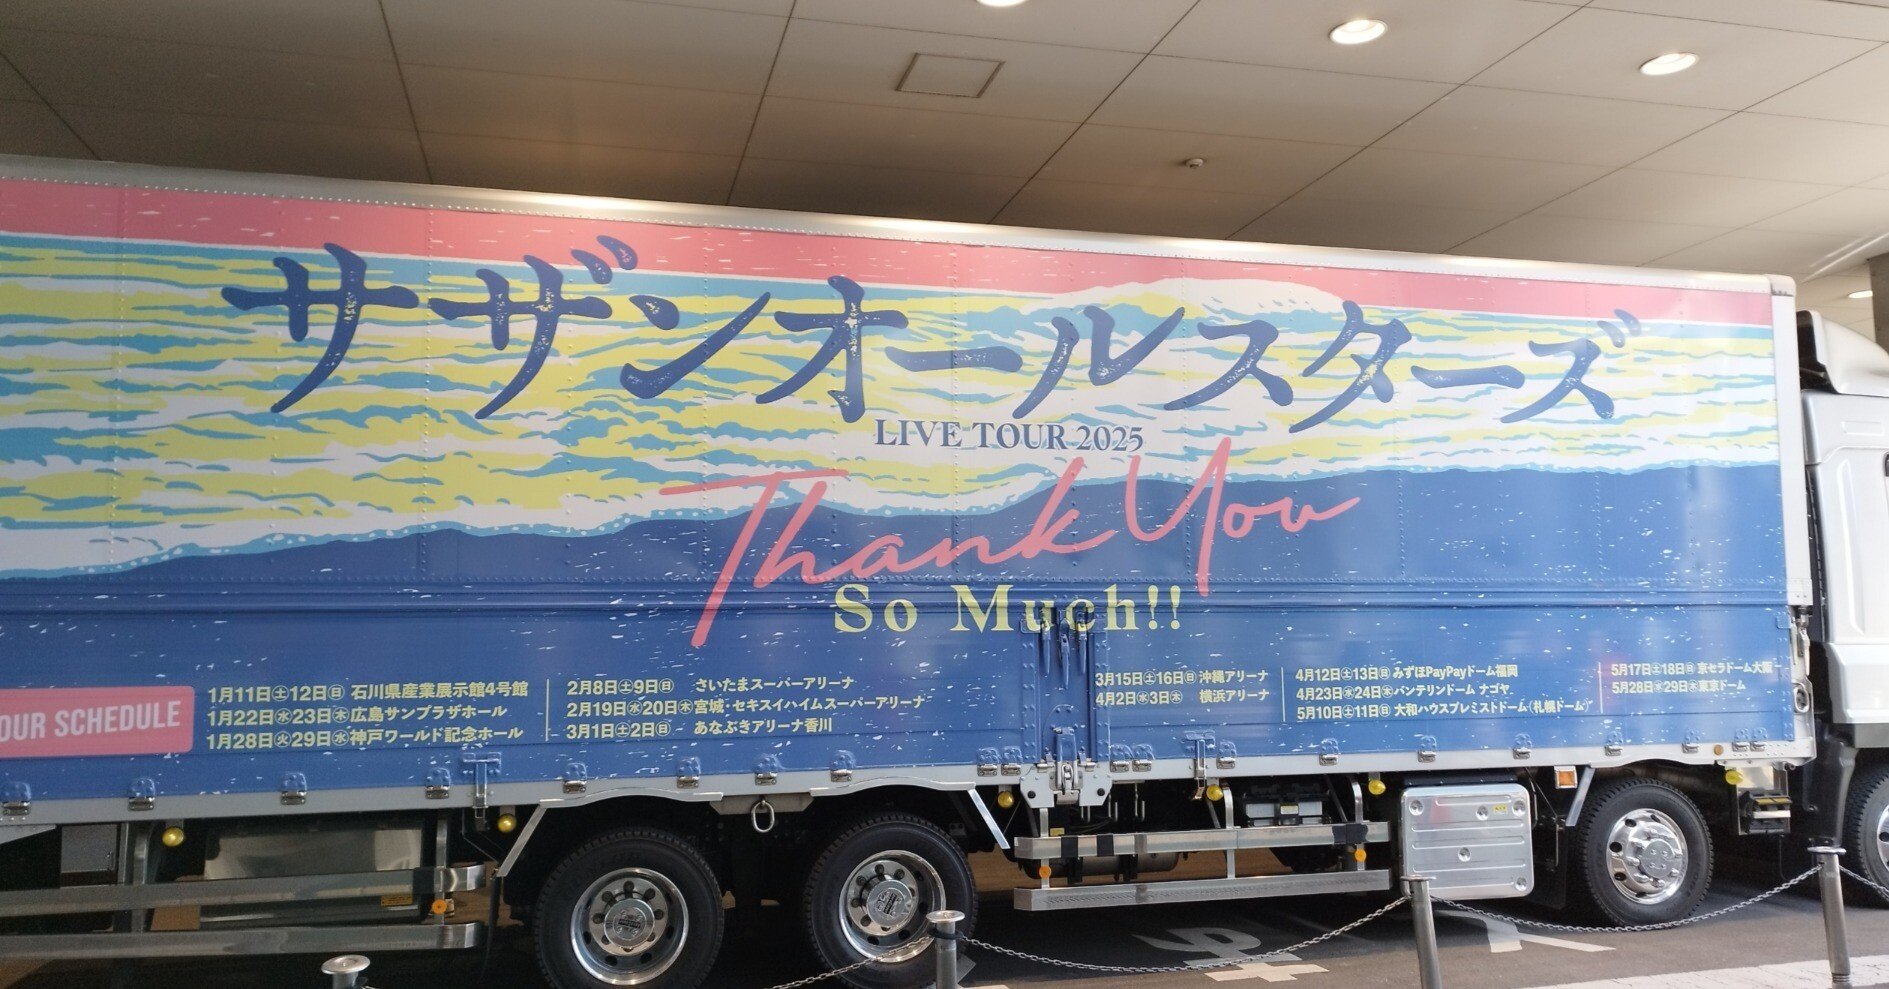 サザンオールスターズ
LIVE TOUR 2025
Thank You
So Much!!
OUR SCHEDULE
1月11日㊏12日㊐ 石川県産業展示館4号館
1月22日㊌23日㊍広島サンプラザホール
1月28日㊋29日㊌神戸ワールド記念ホール
2月8日㊏9日㊐ さいたまスーパーアリーナ
2月19日㊌20日㊍宮城・セキスイハイムスーパーアリーナ
3月1日㊏2日㊐ あなぶきアリーナ香川
3月15日㊏16日㊐ 沖縄アリーナ
4月2日㊌3日㊍ 横浜アリーナ
4月12日㊏13日㊐ みずほPayPayドーム福岡
4月23日㊌24日㊍バンテリンドーム ナゴヤ
5月10日㊏11日㊐ 大和ハウスプレミストドーム(札幌ドーム)
5月17日㊏18日㊐ 京セラドーム大阪
5月28日㊌29日㊍東京ドーム